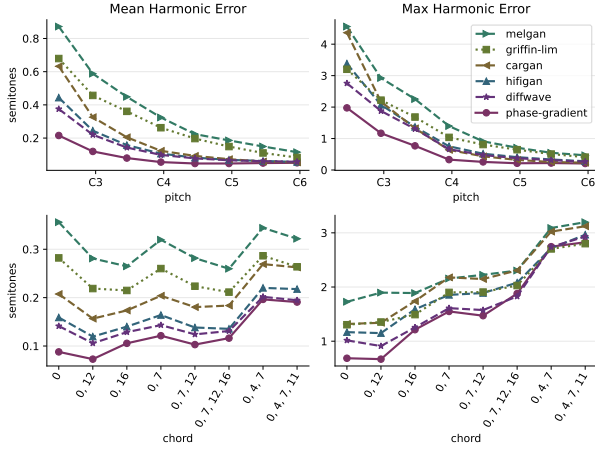 Mean Harmonic Error
Max Harmonic Error
semitones
0.8
0.6
0.4
0.2
C3
C4
C5
C6
pitch
4
3
2
1
0
C3
C4
C5
C6
pitch
melgan
griffin-lim
cargan
hifigan
diffwave
phase-gradient
semitones
0.3
0.2
0.1
0
0, 12
0, 16
0, 7
0, 7, 12
0, 7, 12, 16
0, 4, 7
0, 4, 7, 11
chord
3
2
1
0
0, 12
0, 16
0, 7
0, 7, 12
0, 7, 12, 16
0, 4, 7
0, 4, 7, 11
chord